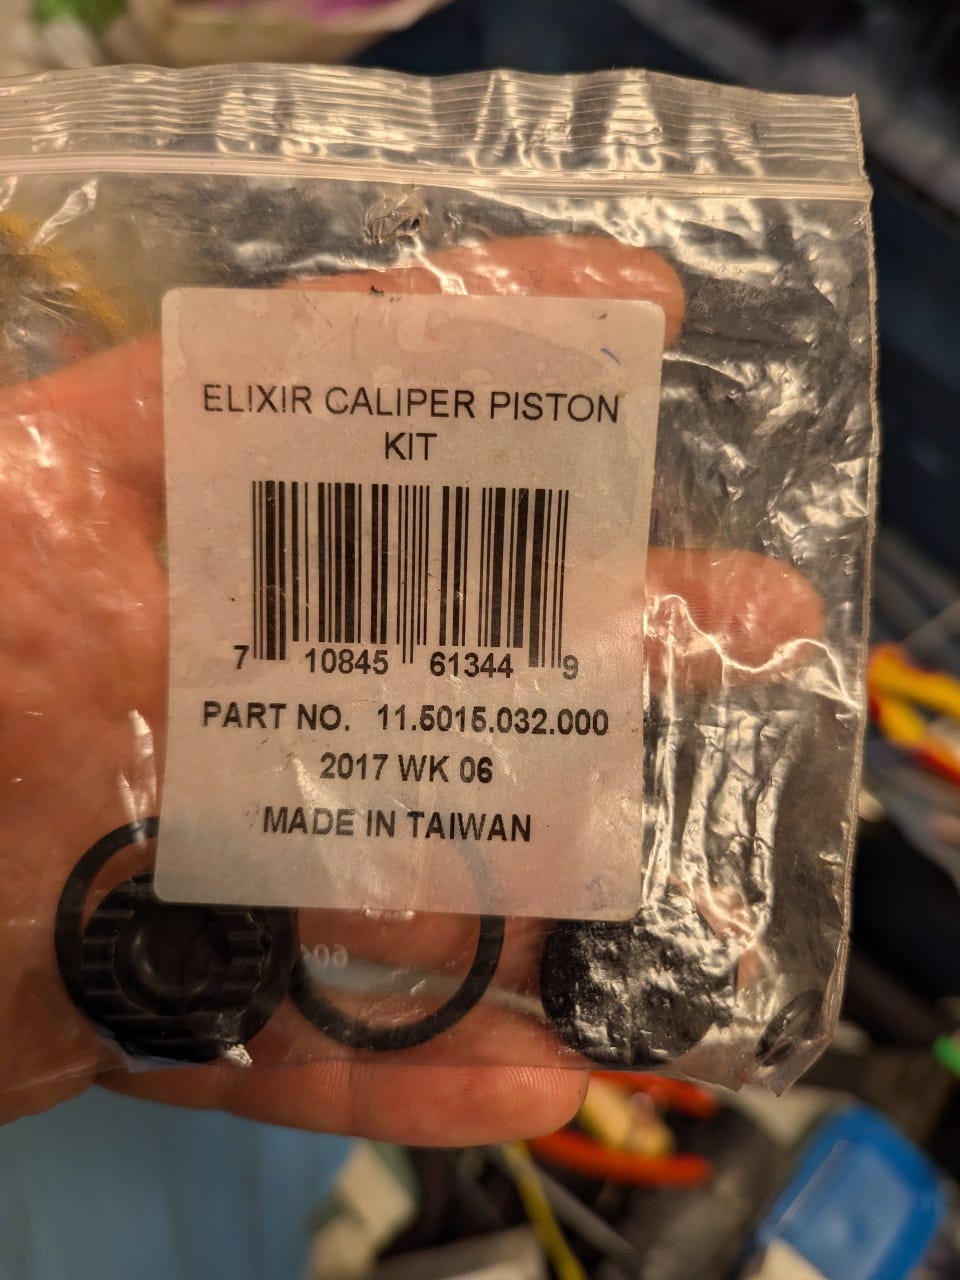 ELIXIR CALIPER PISTON
KIT
7 10845 61344 9
PART NO. 11.5015.032.000
2017 WK 06
MADE IN TAIWAN